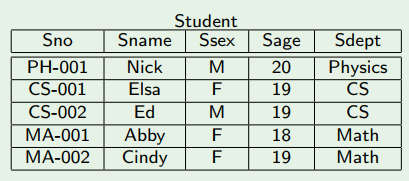 Student
Sno Sname Ssex Sage Sdept
PH-001 Nick M 20 Physics
CS-001 Elsa F 19 CS
CS-002 Ed M 19 CS
MA-001 Abby F 18 Math
MA-002 Cindy F 19 Math